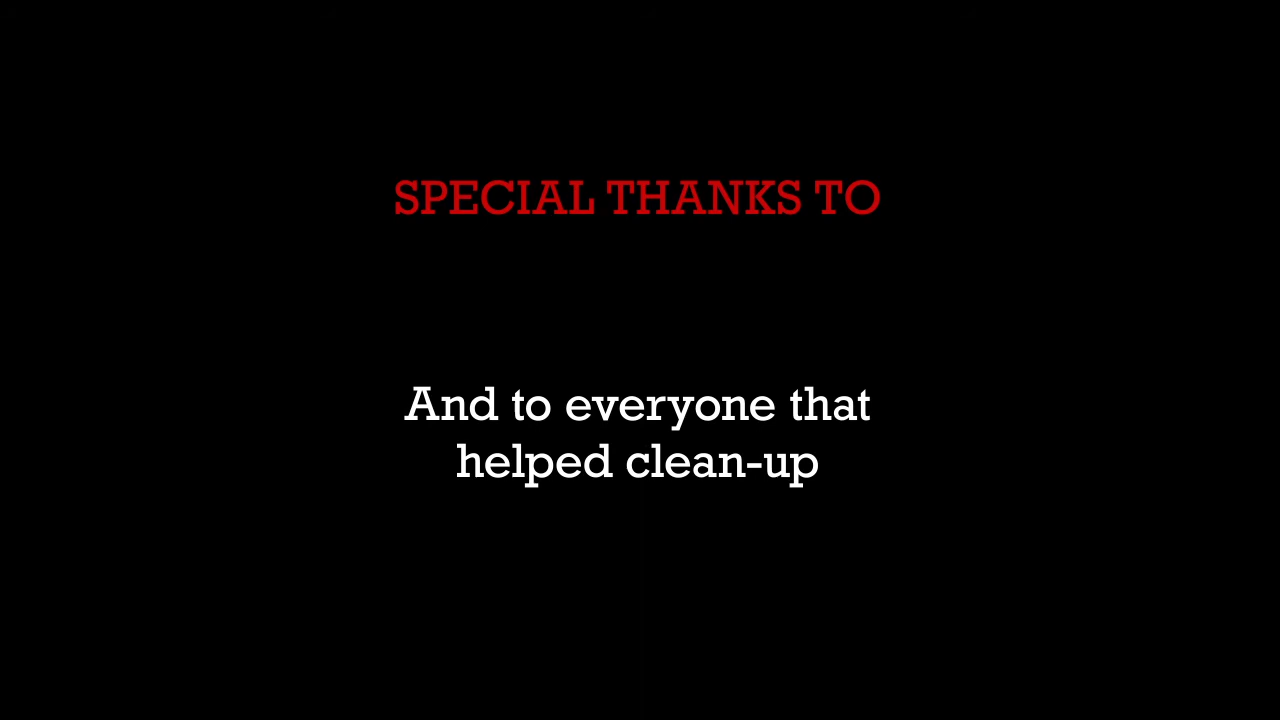 SPECIAL THANKS TO
And to everyone that
helped clean-up